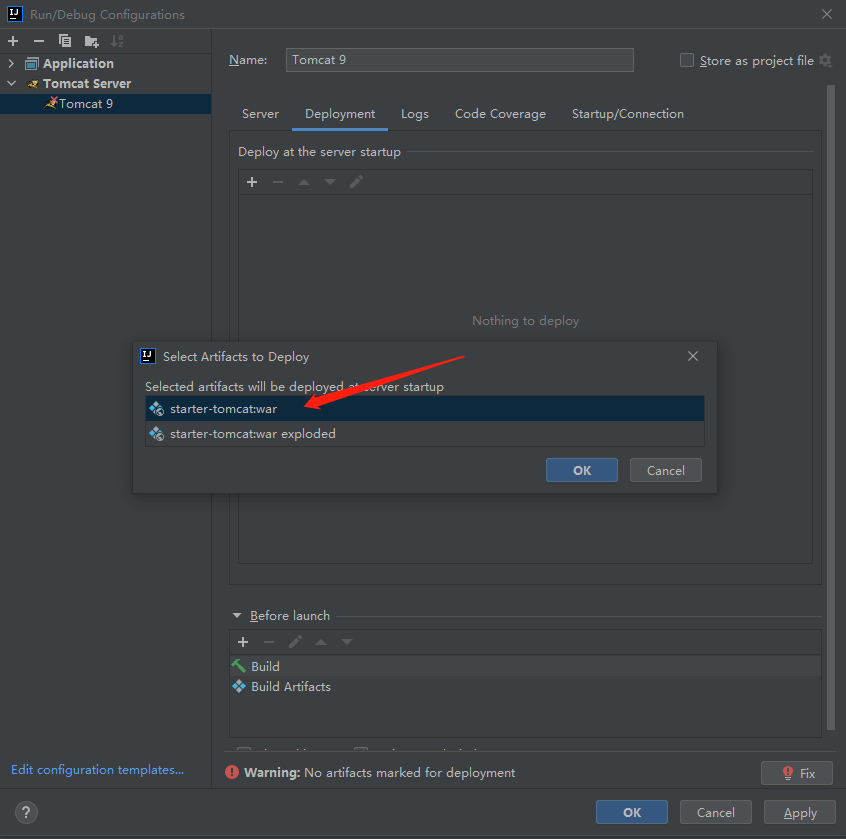 Run/Debug Configurations
Application
Tomcat Server
Tomcat 9
Name: Tomcat 9 Store as project file
Server Deployment Logs Code Coverage Startup/Connection
Deploy at the server startup
Nothing to deploy
Select Artifacts to Deploy
Selected artifacts will be deployed at server startup
starter-tomcat:war
starter-tomcat:war exploded
OK Cancel
Before launch
Build
Build Artifacts
Edit configuration templates...
Warning: No artifacts marked for deployment
Fix
? OK Cancel Apply